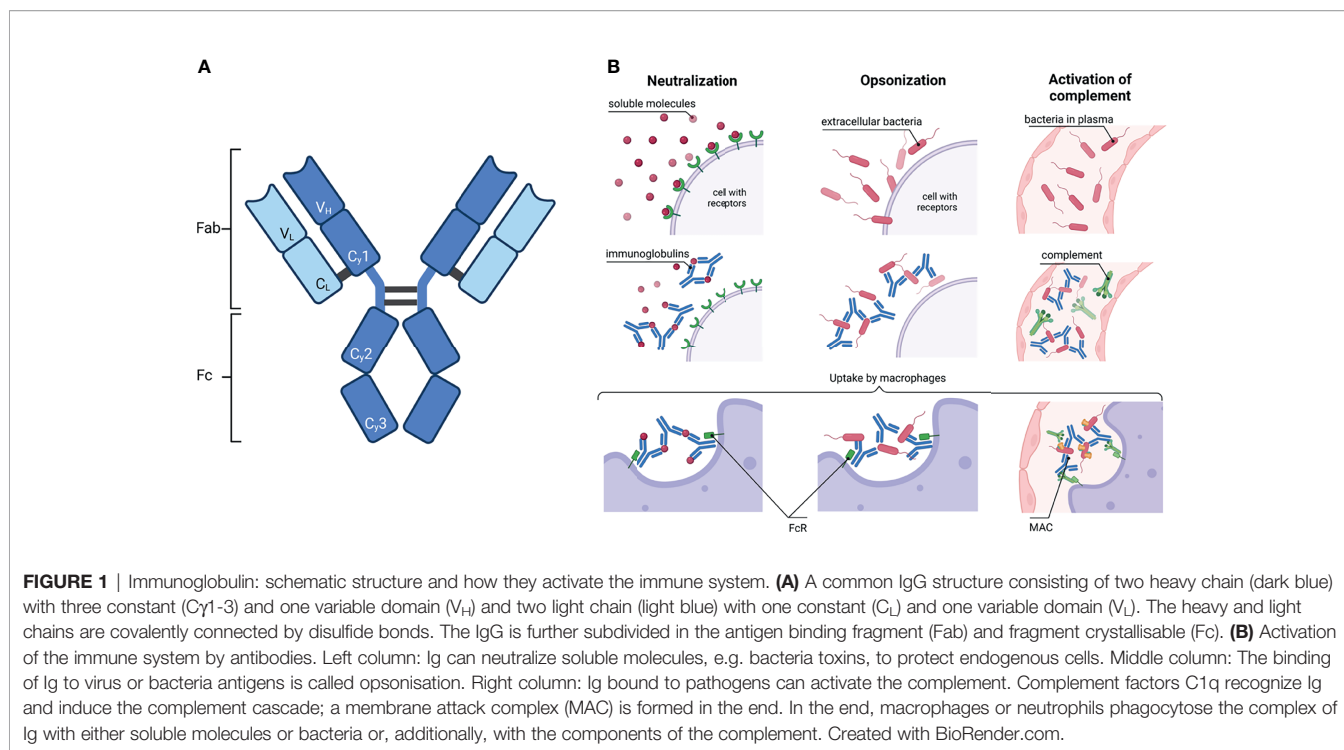 A
Fab
Fc
V_H
V_L
Cγ1
C_L
Cγ2
Cγ3
B
Neutralization
soluble molecules
cell with
receptors
immunoglobulins
Opsonization
extracellular bacteria
cell with
receptors
Activation of
complement
bacteria in plasma
complement
Uptake by macrophages
FcR
MAC
FIGURE 1 | Immunoglobulin: schematic structure and how they activate the immune system. (A) A common IgG structure consisting of two heavy chain (dark blue)
with three constant (Cγ1-3) and one variable domain (V_H) and two light chain (light blue) with one constant (C_L) and one variable domain (V_L). The heavy and light
chains are covalently connected by disulfide bonds. The IgG is further subdivided in the antigen binding fragment (Fab) and fragment crystallisable (Fc). (B) Activation
of the immune system by antibodies. Left column: Ig can neutralize soluble molecules, e.g. bacteria toxins, to protect endogenous cells. Middle column: The binding
of Ig to virus or bacteria antigens is called opsonisation. Right column: Ig bound to pathogens can activate the complement. Complement factors C1q recognize Ig
and induce the complement cascade; a membrane attack complex (MAC) is formed in the end. In the end, macrophages or neutrophils phagocytose the complex of
Ig with either soluble molecules or bacteria or, additionally, with the components of the complement. Created with BioRender.com.